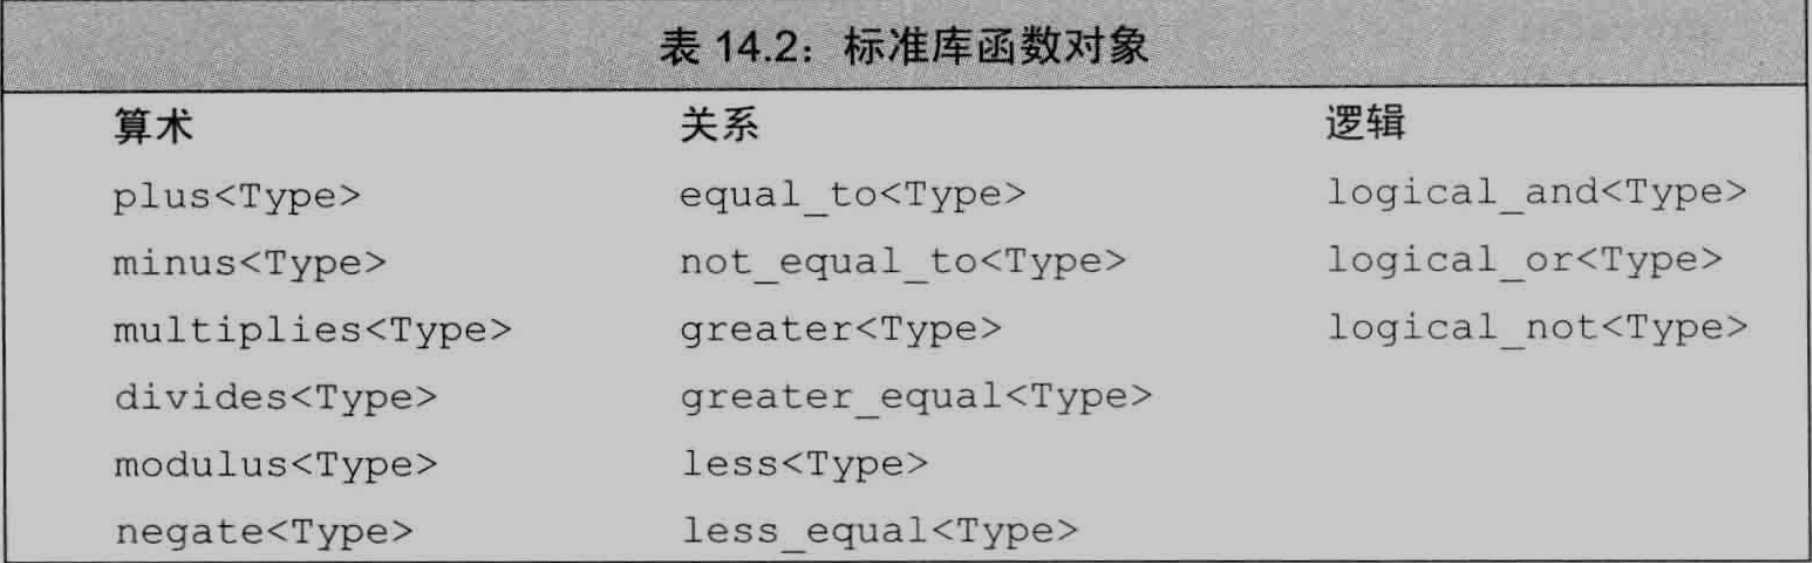 表 14.2：标准库函数对象
算术 关系 逻辑
plus<Type> equal_to<Type> logical_and<Type>
minus<Type> not_equal_to<Type> logical_or<Type>
multiplies<Type> greater<Type> logical_not<Type>
divides<Type> greater_equal<Type>
modulus<Type> less<Type>
negate<Type> less_equal<Type>